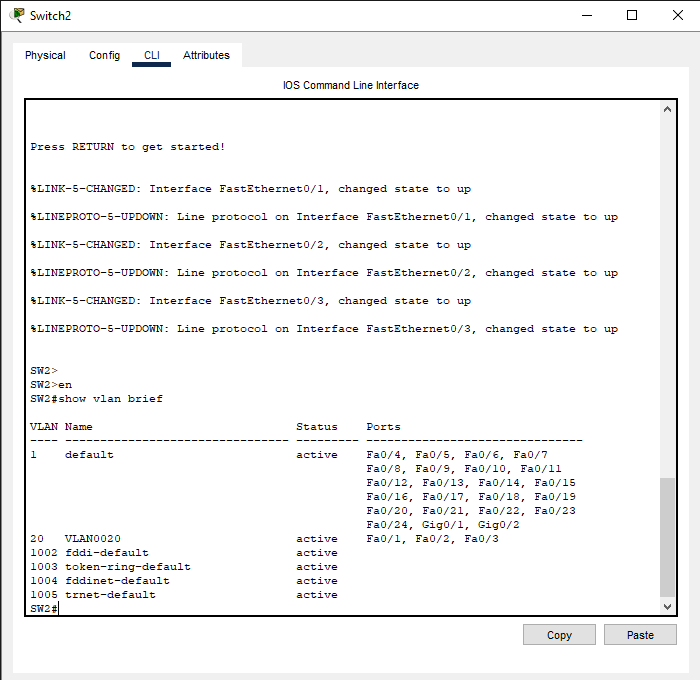 Switch2
Physical Config CLI Attributes
IOS Command Line Interface
Press RETURN to get started!
%LINK-5-CHANGED: Interface FastEthernet0/1, changed state to up
%LINEPROTO-5-UPDOWN: Line protocol on Interface FastEthernet0/1, changed state to up
%LINK-5-CHANGED: Interface FastEthernet0/2, changed state to up
%LINEPROTO-5-UPDOWN: Line protocol on Interface FastEthernet0/2, changed state to up
%LINK-5-CHANGED: Interface FastEthernet0/3, changed state to up
%LINEPROTO-5-UPDOWN: Line protocol on Interface FastEthernet0/3, changed state to up
SW2>
SW2>en
SW2#show vlan brief
VLAN Name                             Status    Ports
---- -------------------------------- --------- -------------------------------
1    default                          active    Fa0/4, Fa0/5, Fa0/6, Fa0/7
                                                Fa0/8, Fa0/9, Fa0/10, Fa0/11
                                                Fa0/12, Fa0/13, Fa0/14, Fa0/15
                                                Fa0/16, Fa0/17, Fa0/18, Fa0/19
                                                Fa0/20, Fa0/21, Fa0/22, Fa0/23
                                                Fa0/24, Gig0/1, Gig0/2
20   VLAN0020                         active    Fa0/1, Fa0/2, Fa0/3
1002 fddi-default                     active
1003 token-ring-default               active
1004 fddinet-default                  active
1005 trnet-default                    active
SW2#
Copy Paste